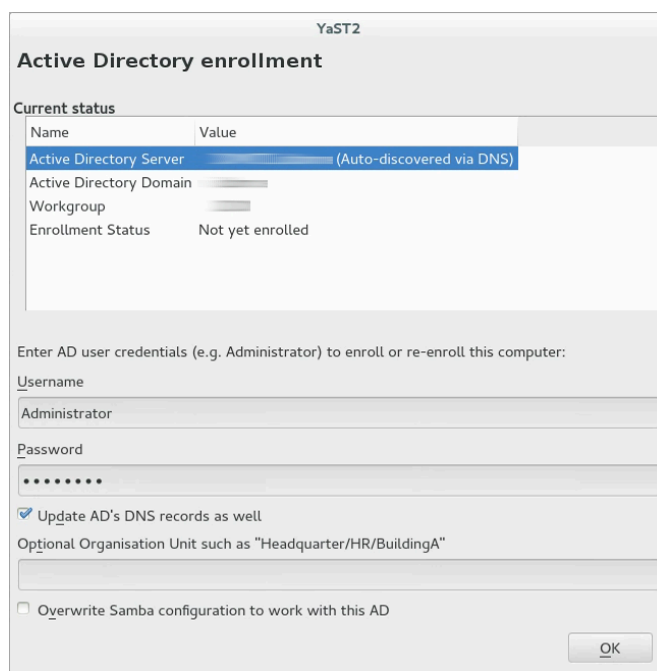 YaST2
Active Directory enrollment
Current status
Name Value
Active Directory Server (Auto-discovered via DNS)
Active Directory Domain
Workgroup
Enrollment Status Not yet enrolled
Enter AD user credentials (e.g. Administrator) to enroll or re-enroll this computer:
Username
Administrator
Password
••••••••
Update AD's DNS records as well
Optional Organisation Unit such as "Headquarter/HR/BuildingA"
Overwrite Samba configuration to work with this AD
OK